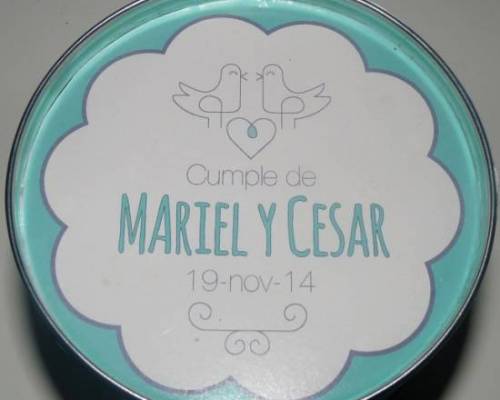 Cumple de
MARIEL Y CESAR
19-nov-14